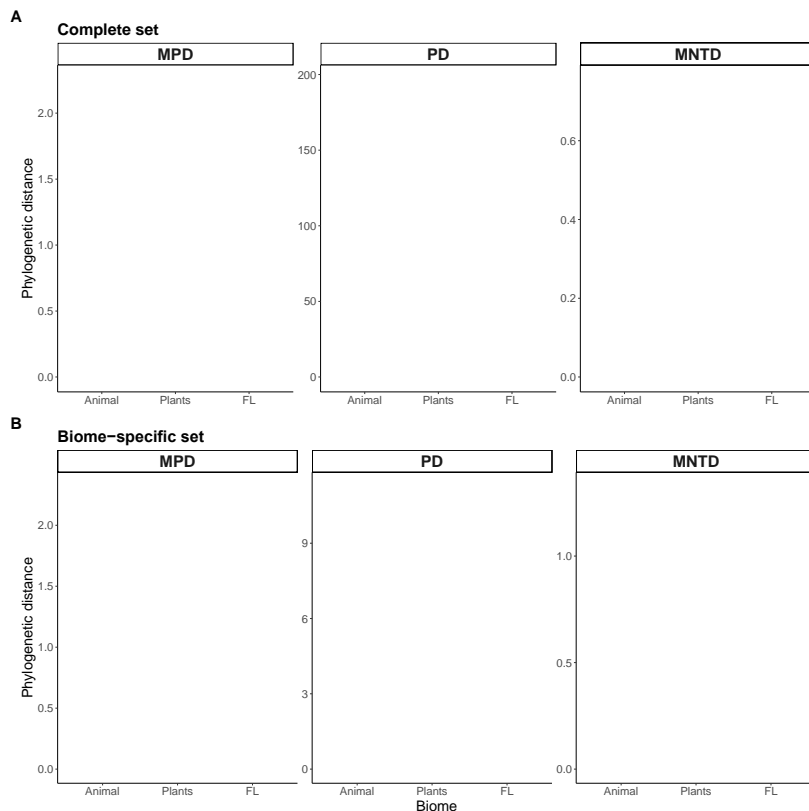 A
Complete set
MPD PD MNTD
Phylogenetic distance
2.0
1.5
1.0
0.5
0.0
200
150
100
50
0
0.6
0.4
0.2
0.0
Animal Plants FL Animal Plants FL Animal Plants FL
B
Biome−specific set
MPD PD MNTD
Phylogenetic distance
2.0
1.5
1.0
0.5
0.0
9
6
3
0
1.0
0.5
0.0
Animal Plants FL Animal Plants FL Animal Plants FL
Biome